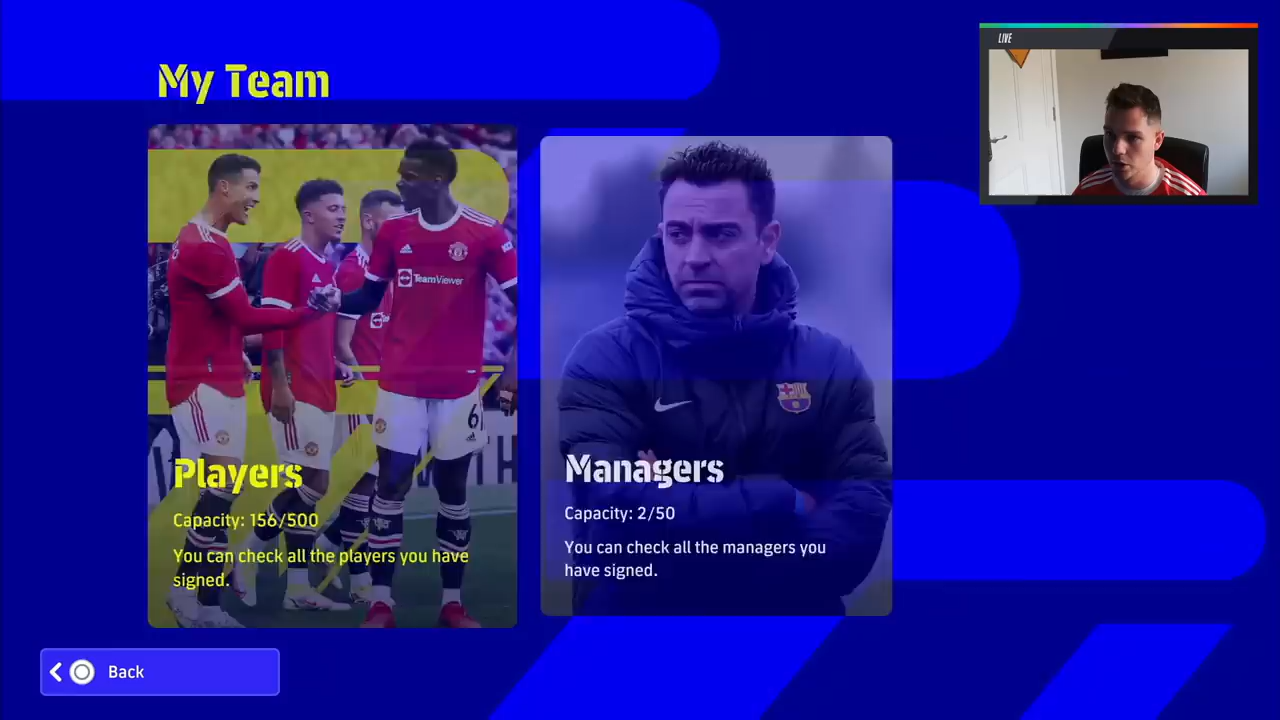 LIVE
My Team
TeamViewer
6
Players
Capacity: 156/500
You can check all the players you have
signed.
Managers
Capacity: 2/50
You can check all the managers you
have signed.
Back